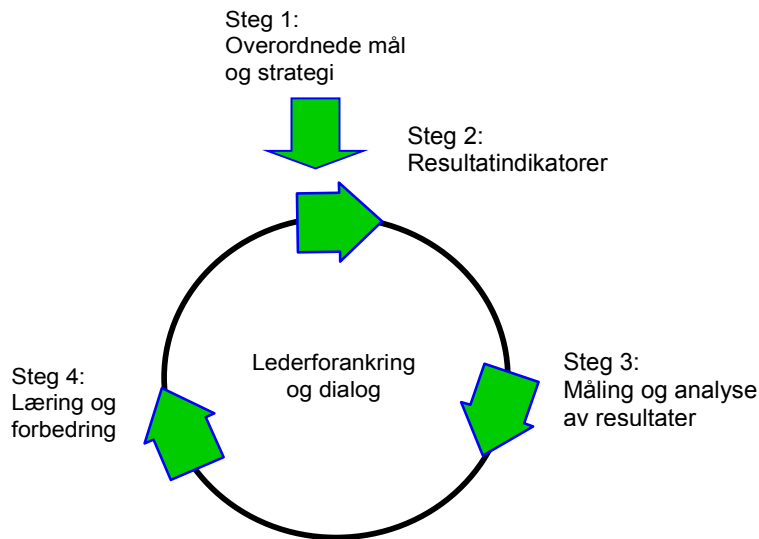 Steg 1:
Overordnede mål
og strategi
Steg 2:
Resultatindikatorer
Lederforankring
og dialog
Steg 3:
Måling og analyse
av resultater
Steg 4:
Læring og
forbedring